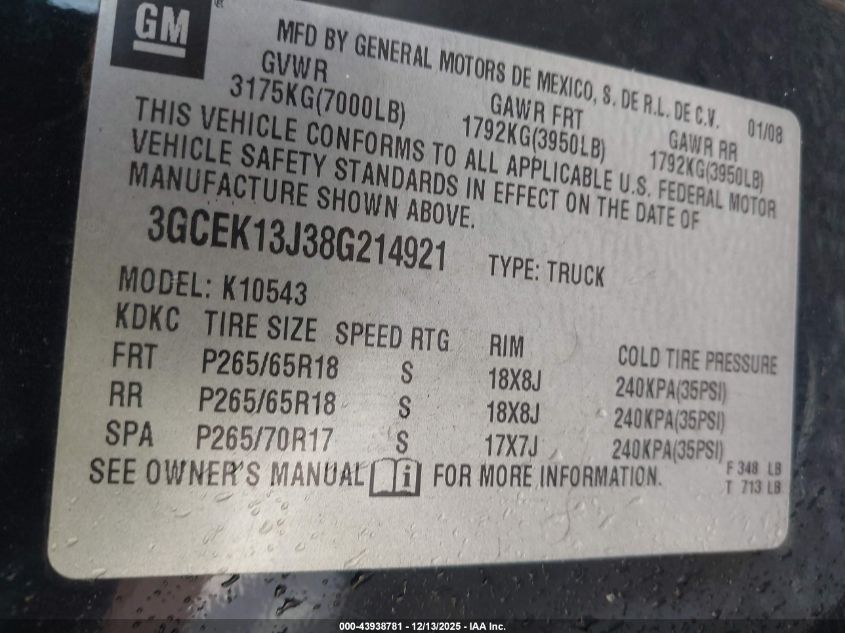 GM
MFD BY GENERAL MOTORS DE MEXICO, S. DE R.L. DE C.V. 01/08
GVWR GAWR FRT GAWR RR
3175KG(7000LB) 1792KG(3950LB) 1792KG(3950LB)
THIS VEHICLE CONFORMS TO ALL APPLICABLE U.S. FEDERAL MOTOR
VEHICLE SAFETY STANDARDS IN EFFECT ON THE DATE OF
MANUFACTURE SHOWN ABOVE.
3GCEK13J38G214921 TYPE: TRUCK
MODEL: K10543
KDKC TIRE SIZE SPEED RTG RIM COLD TIRE PRESSURE
FRT P265/65R18 S 18X8J 240KPA(35PSI)
RR P265/65R18 S 18X8J 240KPA(35PSI)
SPA P265/70R17 S 17X7J 240KPA(35PSI)
SEE OWNER'S MANUAL i FOR MORE INFORMATION.
F 348 LB
T 713 LB
000-43938781 - 12/13/2025 - IAA Inc.